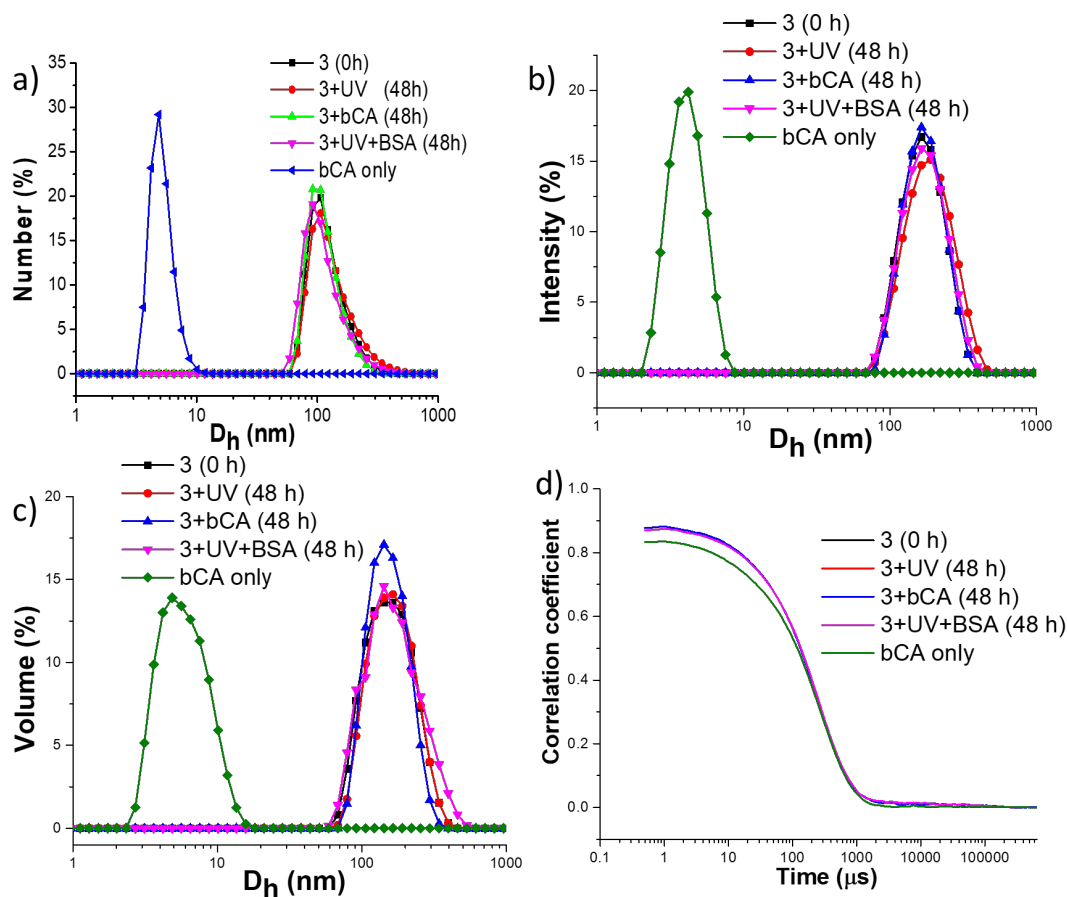 a)
3 (0h)
3+UV (48h)
3+bCA (48h)
3+UV+BSA (48h)
bCA only
35
30
25
20
15
10
5
0
Number (%)
1 10 100 1000
Dh (nm)
b)
3 (0 h)
3+UV (48 h)
3+bCA (48 h)
3+UV+BSA (48 h)
bCA only
20
15
10
5
0
Intensity (%)
1 10 100 1000
Dh (nm)
c)
3 (0 h)
3+UV (48 h)
3+bCA (48 h)
3+UV+BSA (48 h)
bCA only
20
15
10
5
0
Volume (%)
1 10 100 1000
Dh (nm)
d)
3 (0 h)
3+UV (48 h)
3+bCA (48 h)
3+UV+BSA (48 h)
bCA only
1.0
0.8
0.6
0.4
0.2
0.0
Correlation coefficient
0.1 1 10 100 1000 100000
Time (μs)